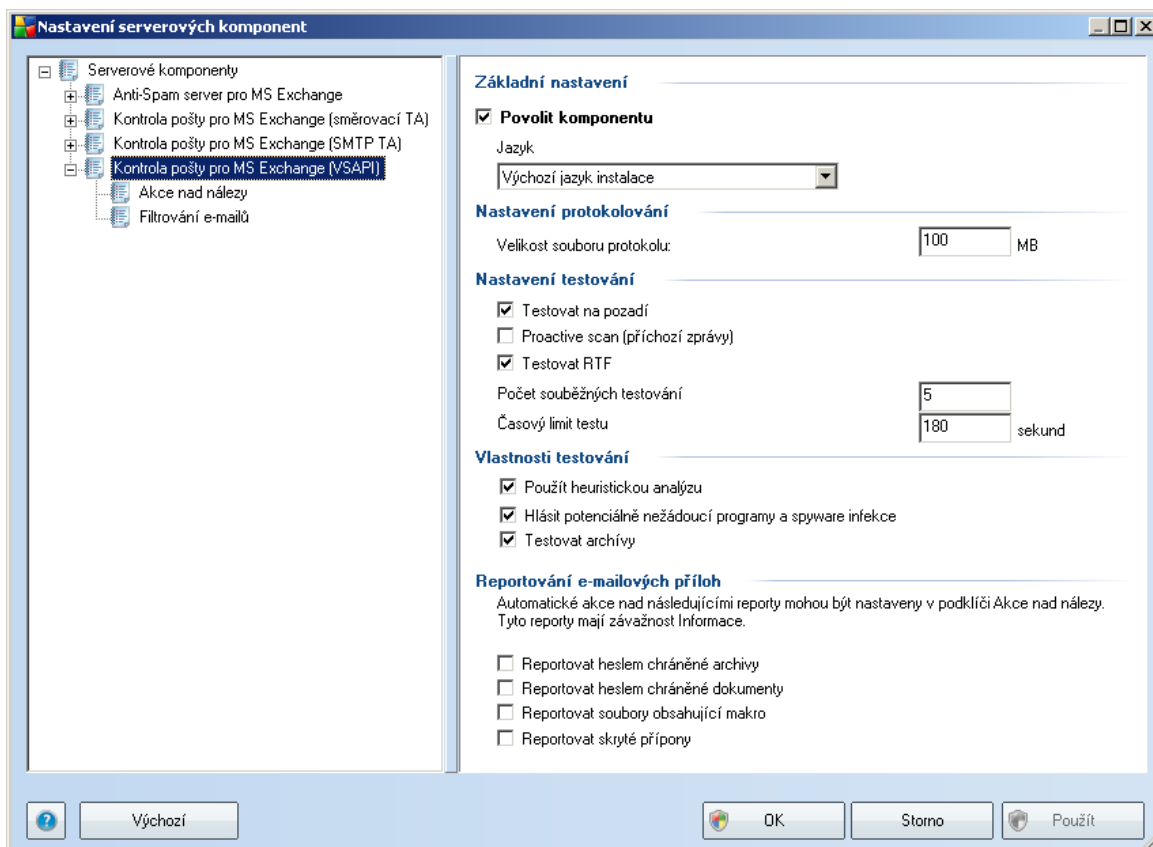 Nastavení serverových komponent
Serverové komponenty
Anti-Spam server pro MS Exchange
Kontrola pošty pro MS Exchange (směrovací TA)
Kontrola pošty pro MS Exchange (SMTP TA)
Kontrola pošty pro MS Exchange (VSAPI)
Akce nad nálezy
Filtrování e-mailů
Základní nastavení
Povolit komponentu
Jazyk
Výchozí jazyk instalace
Nastavení protokolování
Velikost souboru protokolu: 100 MB
Nastavení testování
Testovat na pozadí
Proactive scan (příchozí zprávy)
Testovat RTF
Počet souběžných testování 5
Časový limit testu 180 sekund
Vlastnosti testování
Použít heuristickou analýzu
Hlásit potenciálně nežádoucí programy a spyware infekce
Testovat archívy
Reportování e-mailových příloh
Automatické akce nad následujícími reporty mohou být nastaveny v podklíči Akce nad nálezy.
Tyto reporty mají závažnost Informace.
Reportovat heslem chráněné archivy
Reportovat heslem chráněné dokumenty
Reportovat soubory obsahující makro
Reportovat skryté přípony
? Výchozí OK Storno Použít